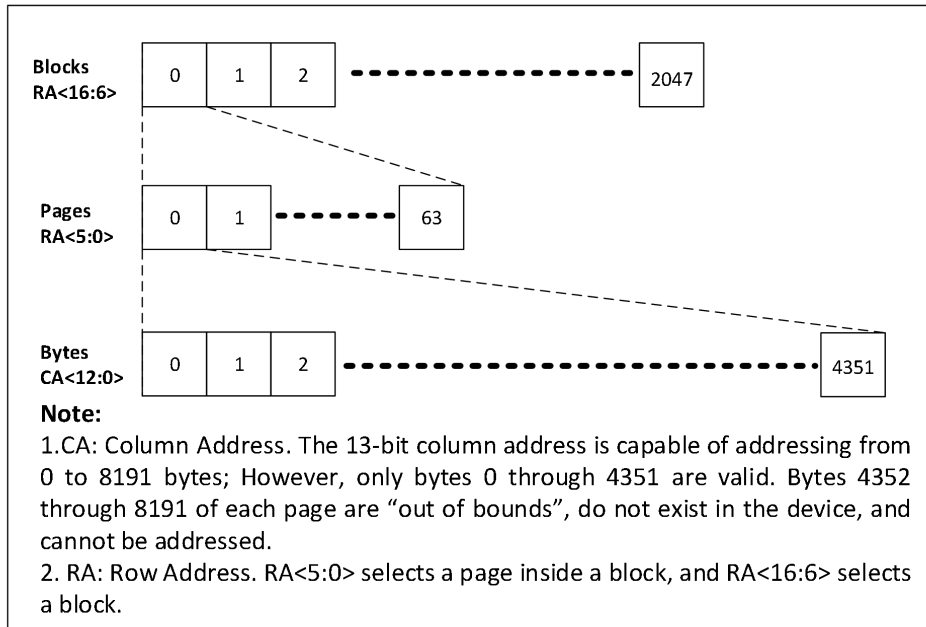 Blocks
RA<16:6>
0 1 2 2047
Pages
RA<5:0>
0 1 63
Bytes
CA<12:0>
0 1 2 4351
Note:
1.CA: Column Address. The 13-bit column address is capable of addressing from
0 to 8191 bytes; However, only bytes 0 through 4351 are valid. Bytes 4352
through 8191 of each page are “out of bounds”, do not exist in the device, and
cannot be addressed.
2. RA: Row Address. RA<5:0> selects a page inside a block, and RA<16:6> selects
a block.